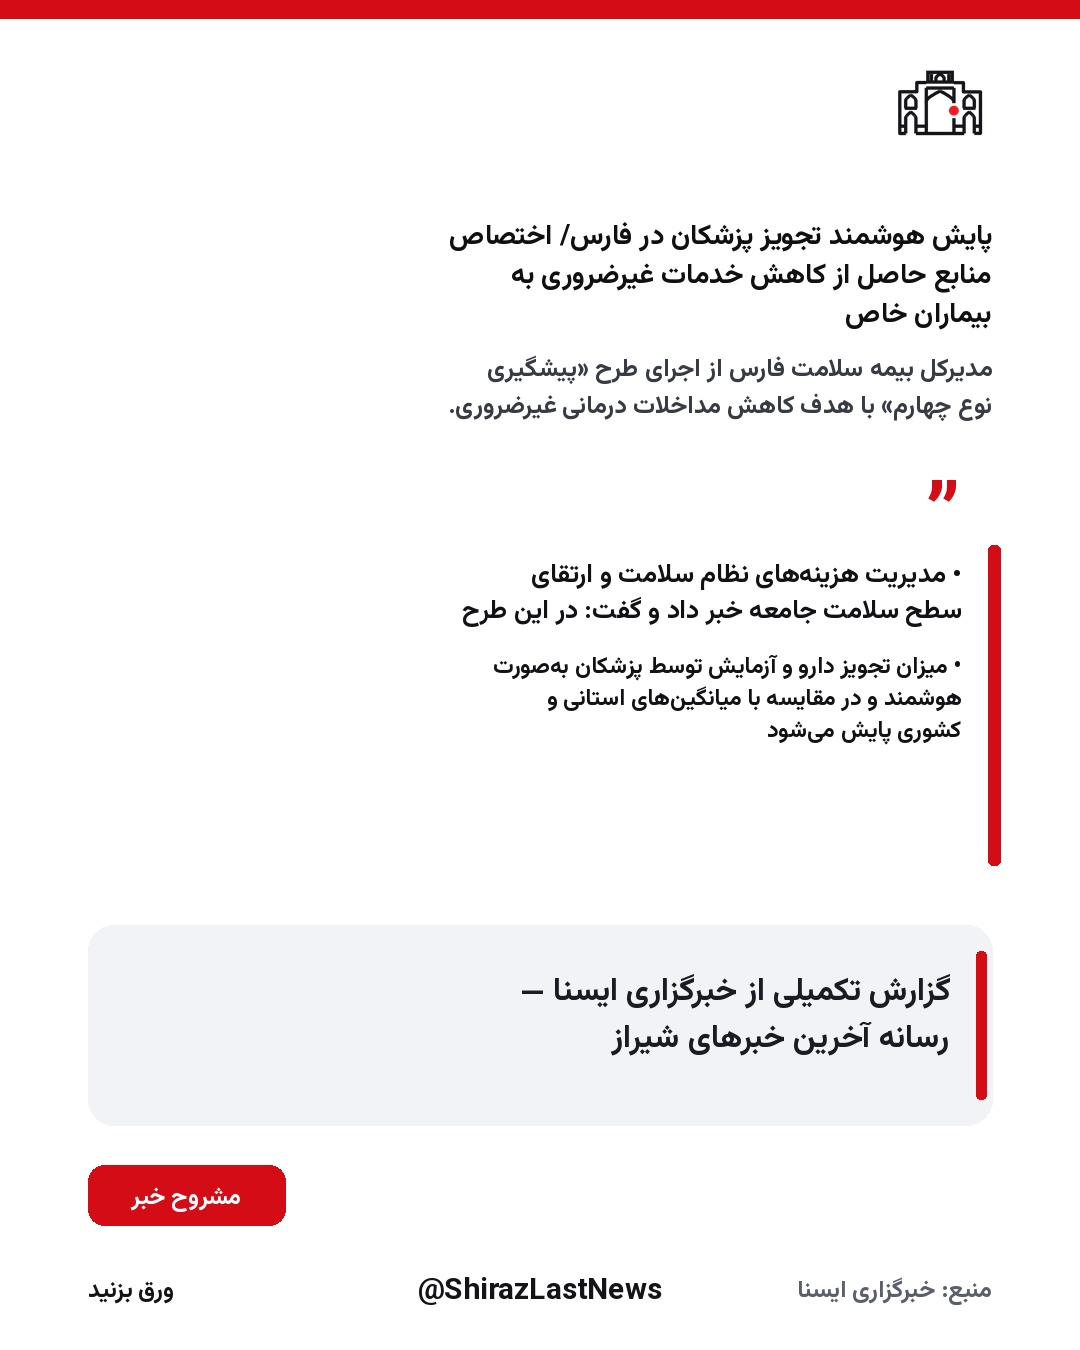 پایش هوشمند تجویز پزشکان در فارس/ اختصاص
منابع حاصل از کاهش خدمات غیرضروری به
بیماران خاص
مدیرکل بیمه سلامت فارس از اجرای طرح «پیشگیری
نوع چهارم» با هدف کاهش مداخلات درمانی غیرضروری.
”
• مدیریت هزینه‌های نظام سلامت و ارتقای
سطح سلامت جامعه خبر داد و گفت: در این طرح
• میزان تجویز دارو و آزمایش توسط پزشکان به‌صورت
هوشمند و در مقایسه با میانگین‌های استانی و
کشوری پایش می‌شود
گزارش تکمیلی از خبرگزاری ایسنا –
رسانه آخرین خبرهای شیراز
مشروح خبر
منبع: خبرگزاری ایسنا
@ShirazLastNews
ورق بزنید